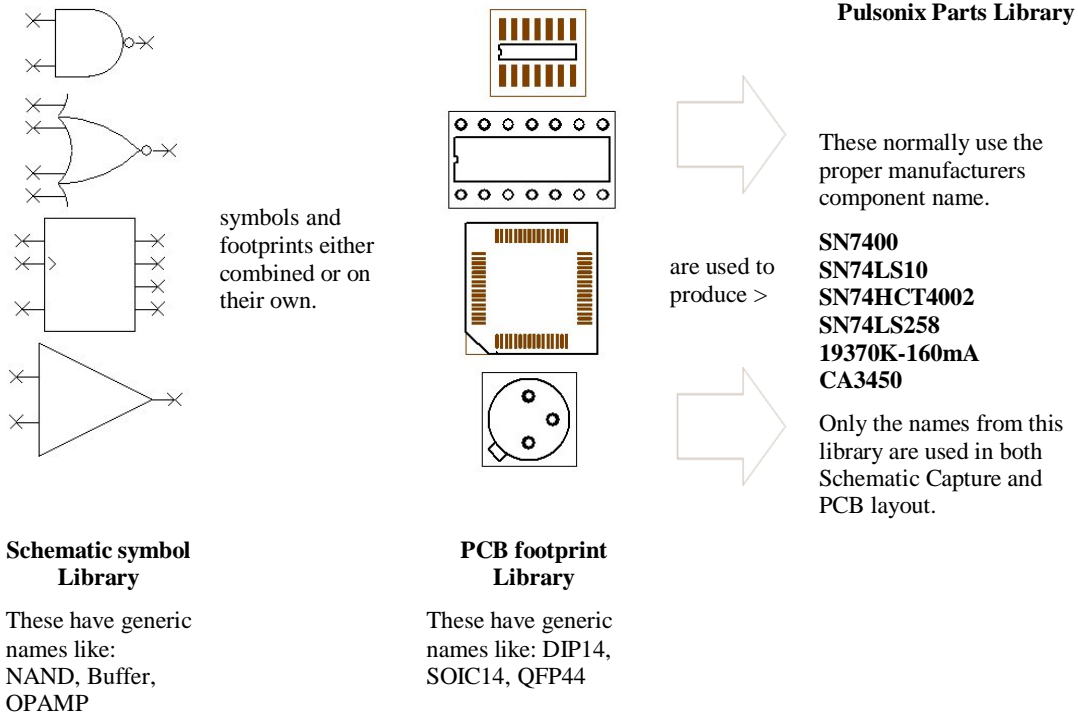 Pulsonix Parts Library
symbols and
footprints either
combined or on
their own.
are used to
produce >
These normally use the
proper manufacturers
component name.
SN7400
SN74LS10
SN74HCT4002
SN74LS258
19370K-160mA
CA3450
Only the names from this
library are used in both
Schematic Capture and
PCB layout.
Schematic symbol
Library
These have generic
names like:
NAND, Buffer,
OPAMP
PCB footprint
Library
These have generic
names like: DIP14,
SOIC14, QFP44